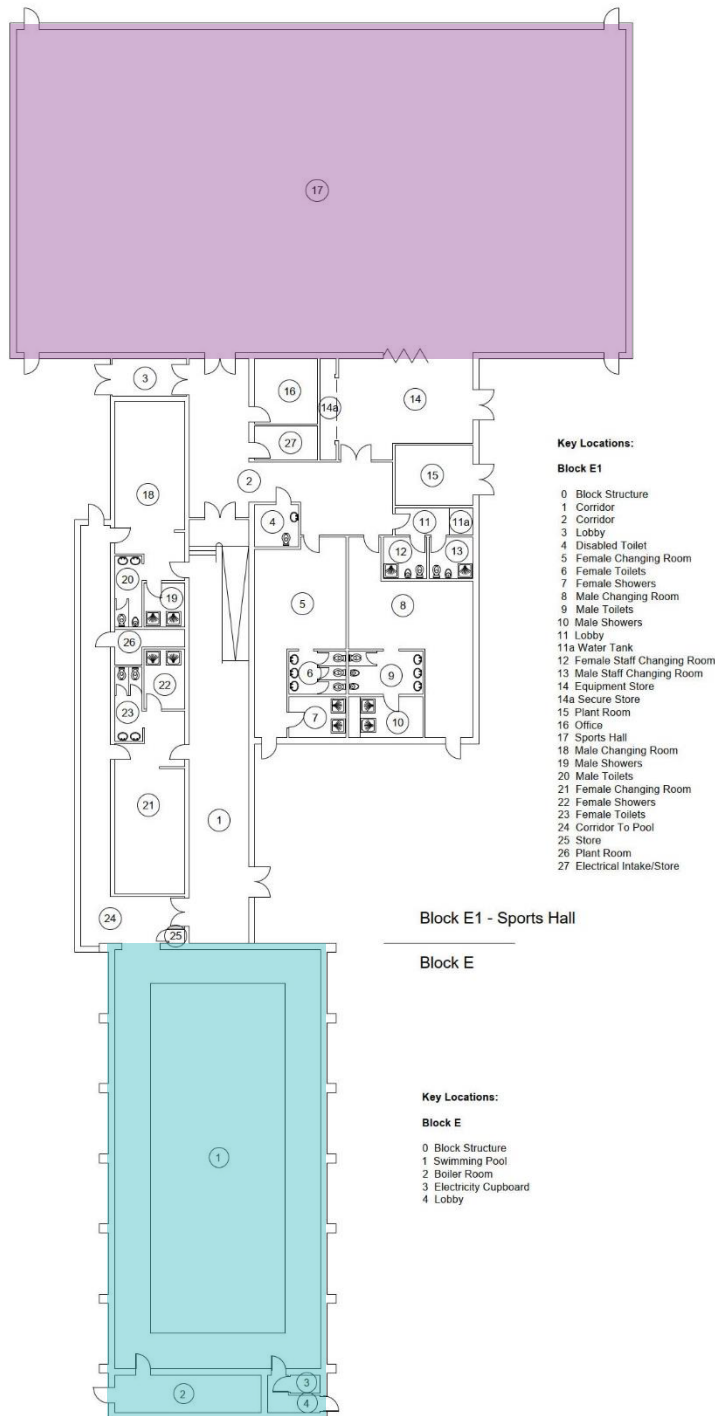 17
3
16
14a
14
27
15
2
18
4
11
11a
12
13
20
19
5
8
26
6
9
22
23
7
10
21
1
24
25
Key Locations:
Block E1
0 Block Structure
1 Corridor
2 Corridor
3 Lobby
4 Disabled Toilet
5 Female Changing Room
6 Female Toilets
7 Female Showers
8 Male Changing Room
9 Male Toilets
10 Male Showers
11 Lobby
11a Water Tank
12 Female Staff Changing Room
13 Male Staff Changing Room
14 Equipment Store
14a Secure Store
15 Plant Room
16 Office
17 Sports Hall
18 Male Changing Room
19 Male Showers
20 Male Toilets
21 Female Changing Room
22 Female Showers
23 Female Toilets
24 Corridor To Pool
25 Store
26 Plant Room
27 Electrical Intake/Store
Block E1 - Sports Hall
Block E
Key Locations:
Block E
0 Block Structure
1 Swimming Pool
2 Boiler Room
3 Electricity Cupboard
4 Lobby
1
3
2
4